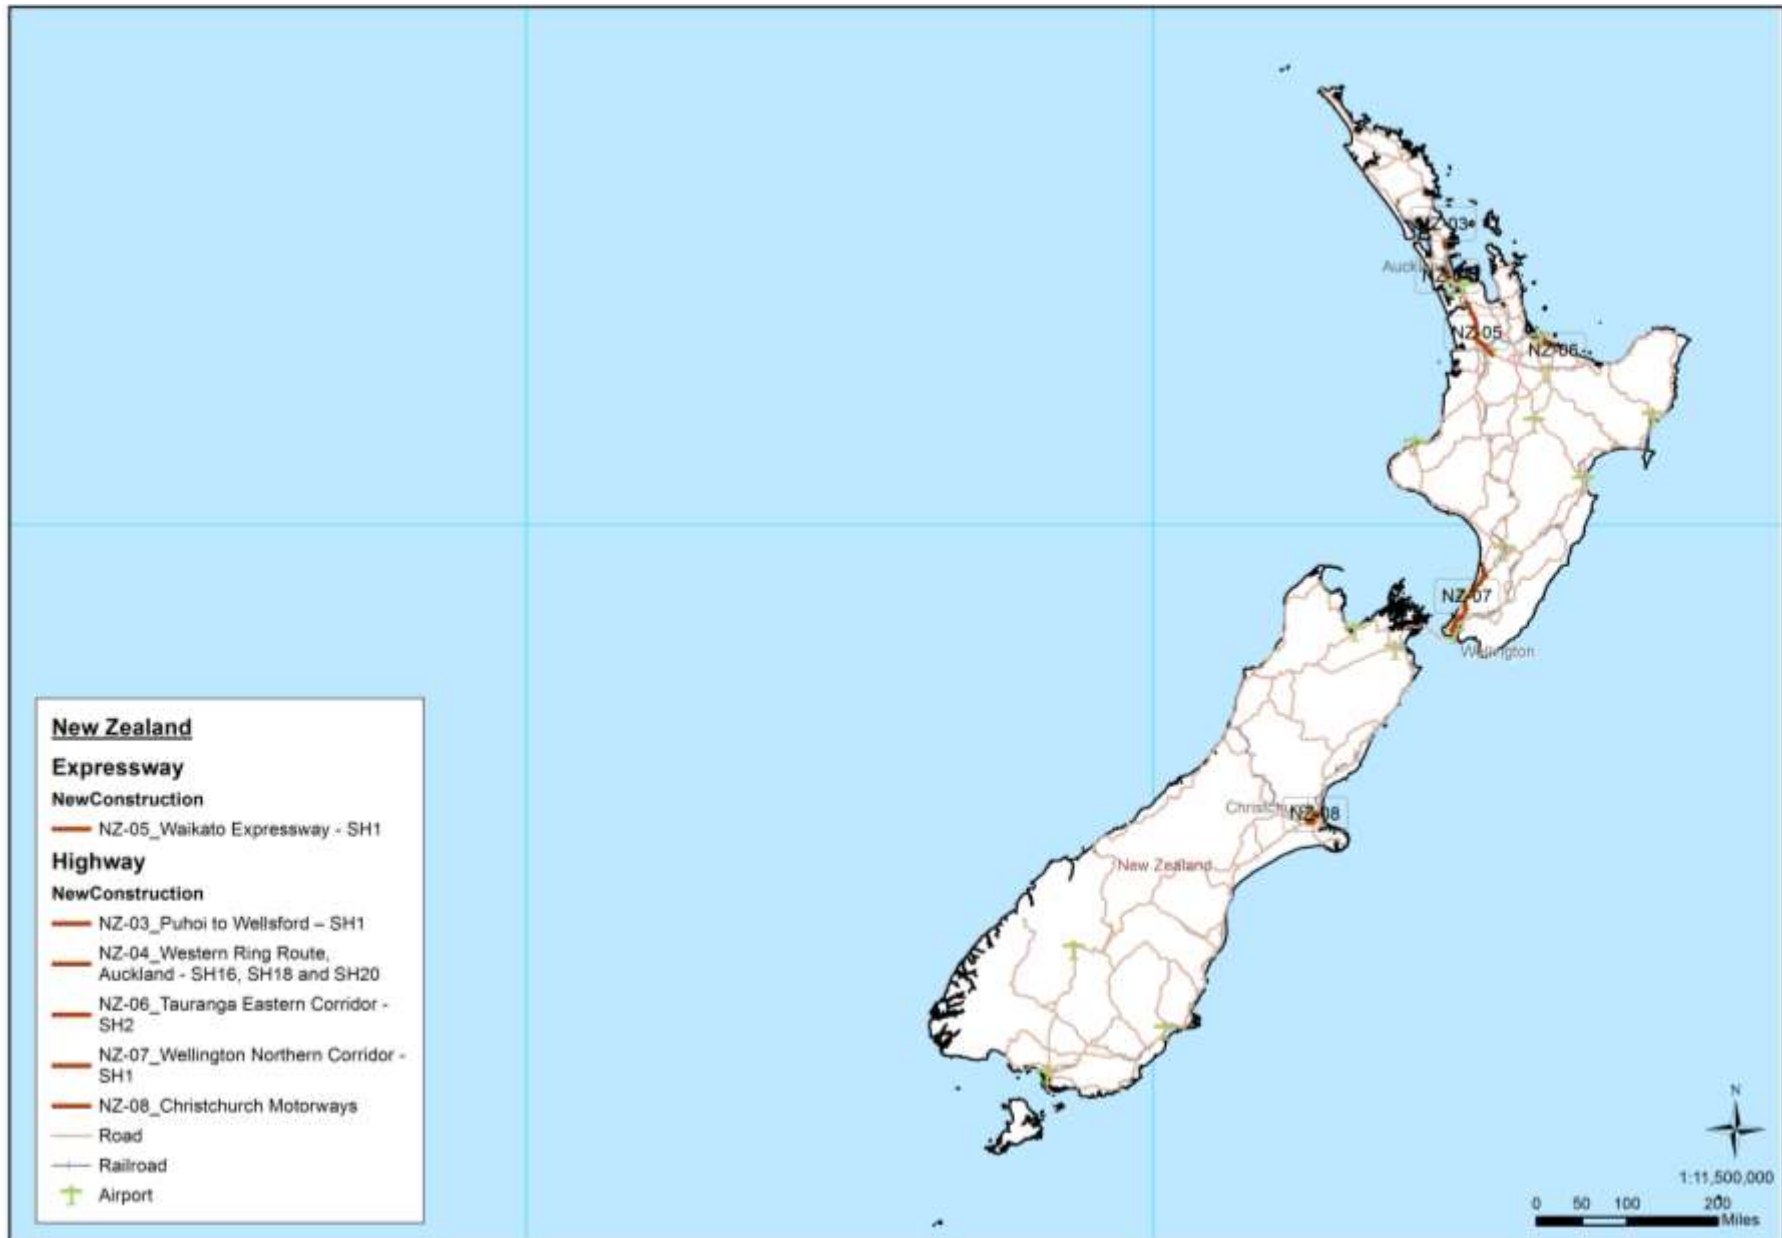 NZ-03
Auckl
NZ-05
NZ-06
NZ-07
Wellington
Christchurch
NZ-08
New Zealand
New Zealand
Expressway
NewConstruction
NZ-05_Waikato Expressway - SH1
Highway
NewConstruction
NZ-03_Puhoi to Wellsford – SH1
NZ-04_Western Ring Route,
Auckland - SH16, SH18 and SH20
NZ-06_Tauranga Eastern Corridor -
SH2
NZ-07_Wellington Northern Corridor -
SH1
NZ-08_Christchurch Motorways
Road
Railroad
Airport
N
1:11,500,000
0 50 100 200
Miles